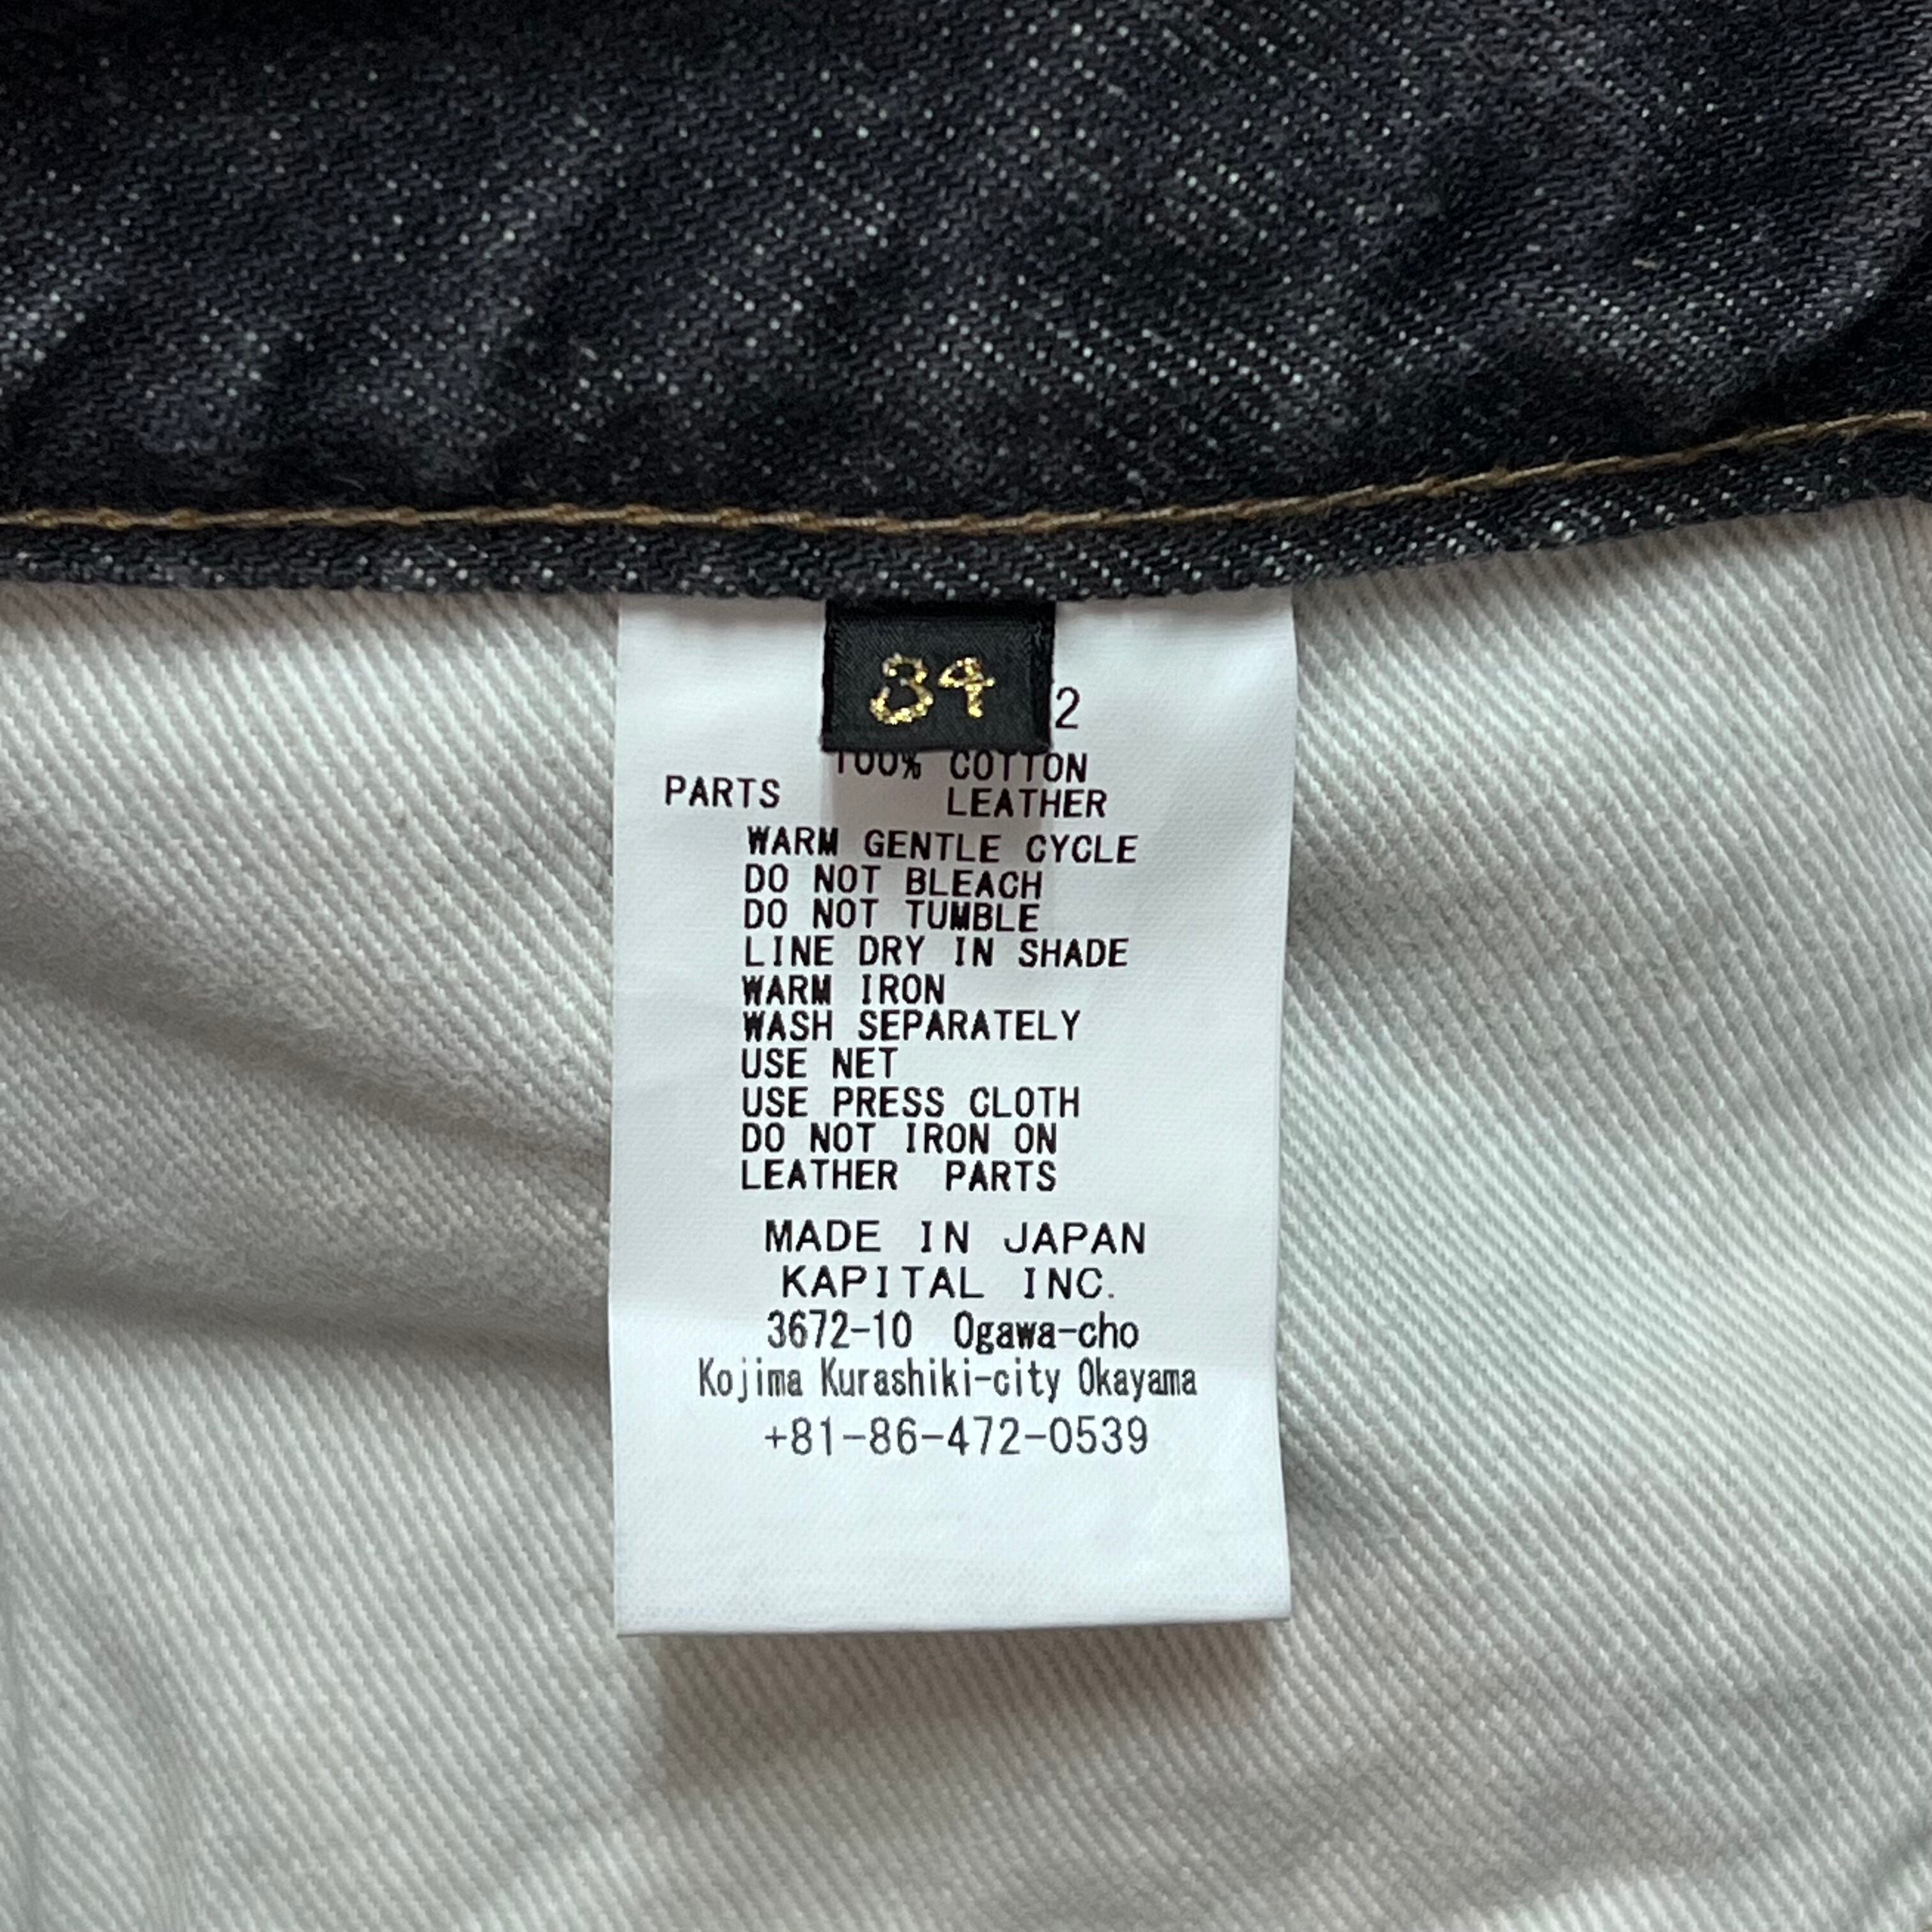 34
2
100% COTTON
PARTS LEATHER
WARM GENTLE CYCLE
DO NOT BLEACH
DO NOT TUMBLE
LINE DRY IN SHADE
WARM IRON
WASH SEPARATELY
USE NET
USE PRESS CLOTH
DO NOT IRON ON
LEATHER PARTS
MADE IN JAPAN
KAPITAL INC.
3672-10 Ogawa-cho
Kojima Kurashiki-city Okayama
+81-86-472-0539